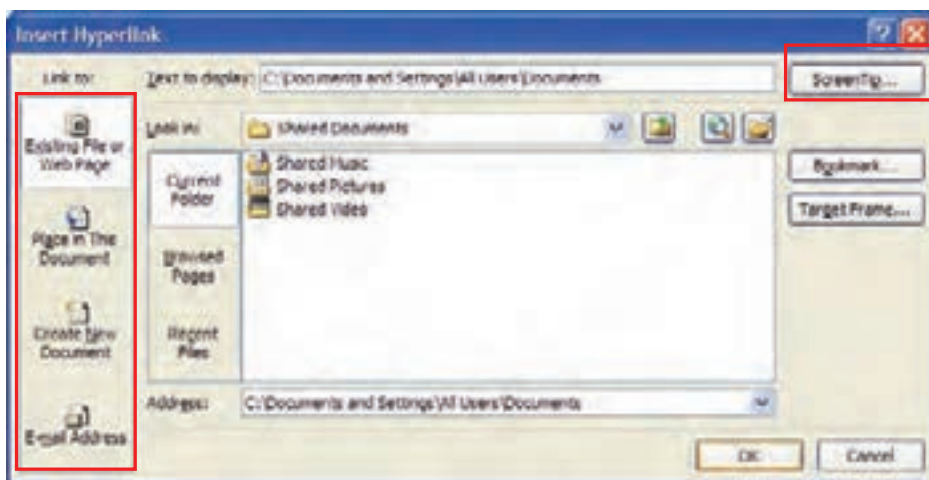 Insert Hyperlink
Link to:
Text to display: C:\Documents and Settings\All Users\Documents
ScreenTip...
Existing File or
Web Page
Look in:
Shared Documents
Current
Folder
Shared Music
Shared Pictures
Shared Video
Bookmark...
Target Frame...
Place in This
Document
Browsed
Pages
Create New
Document
Recent
Files
Address:
C:\Documents and Settings\All Users\Documents
E-mail Address
OK
Cancel